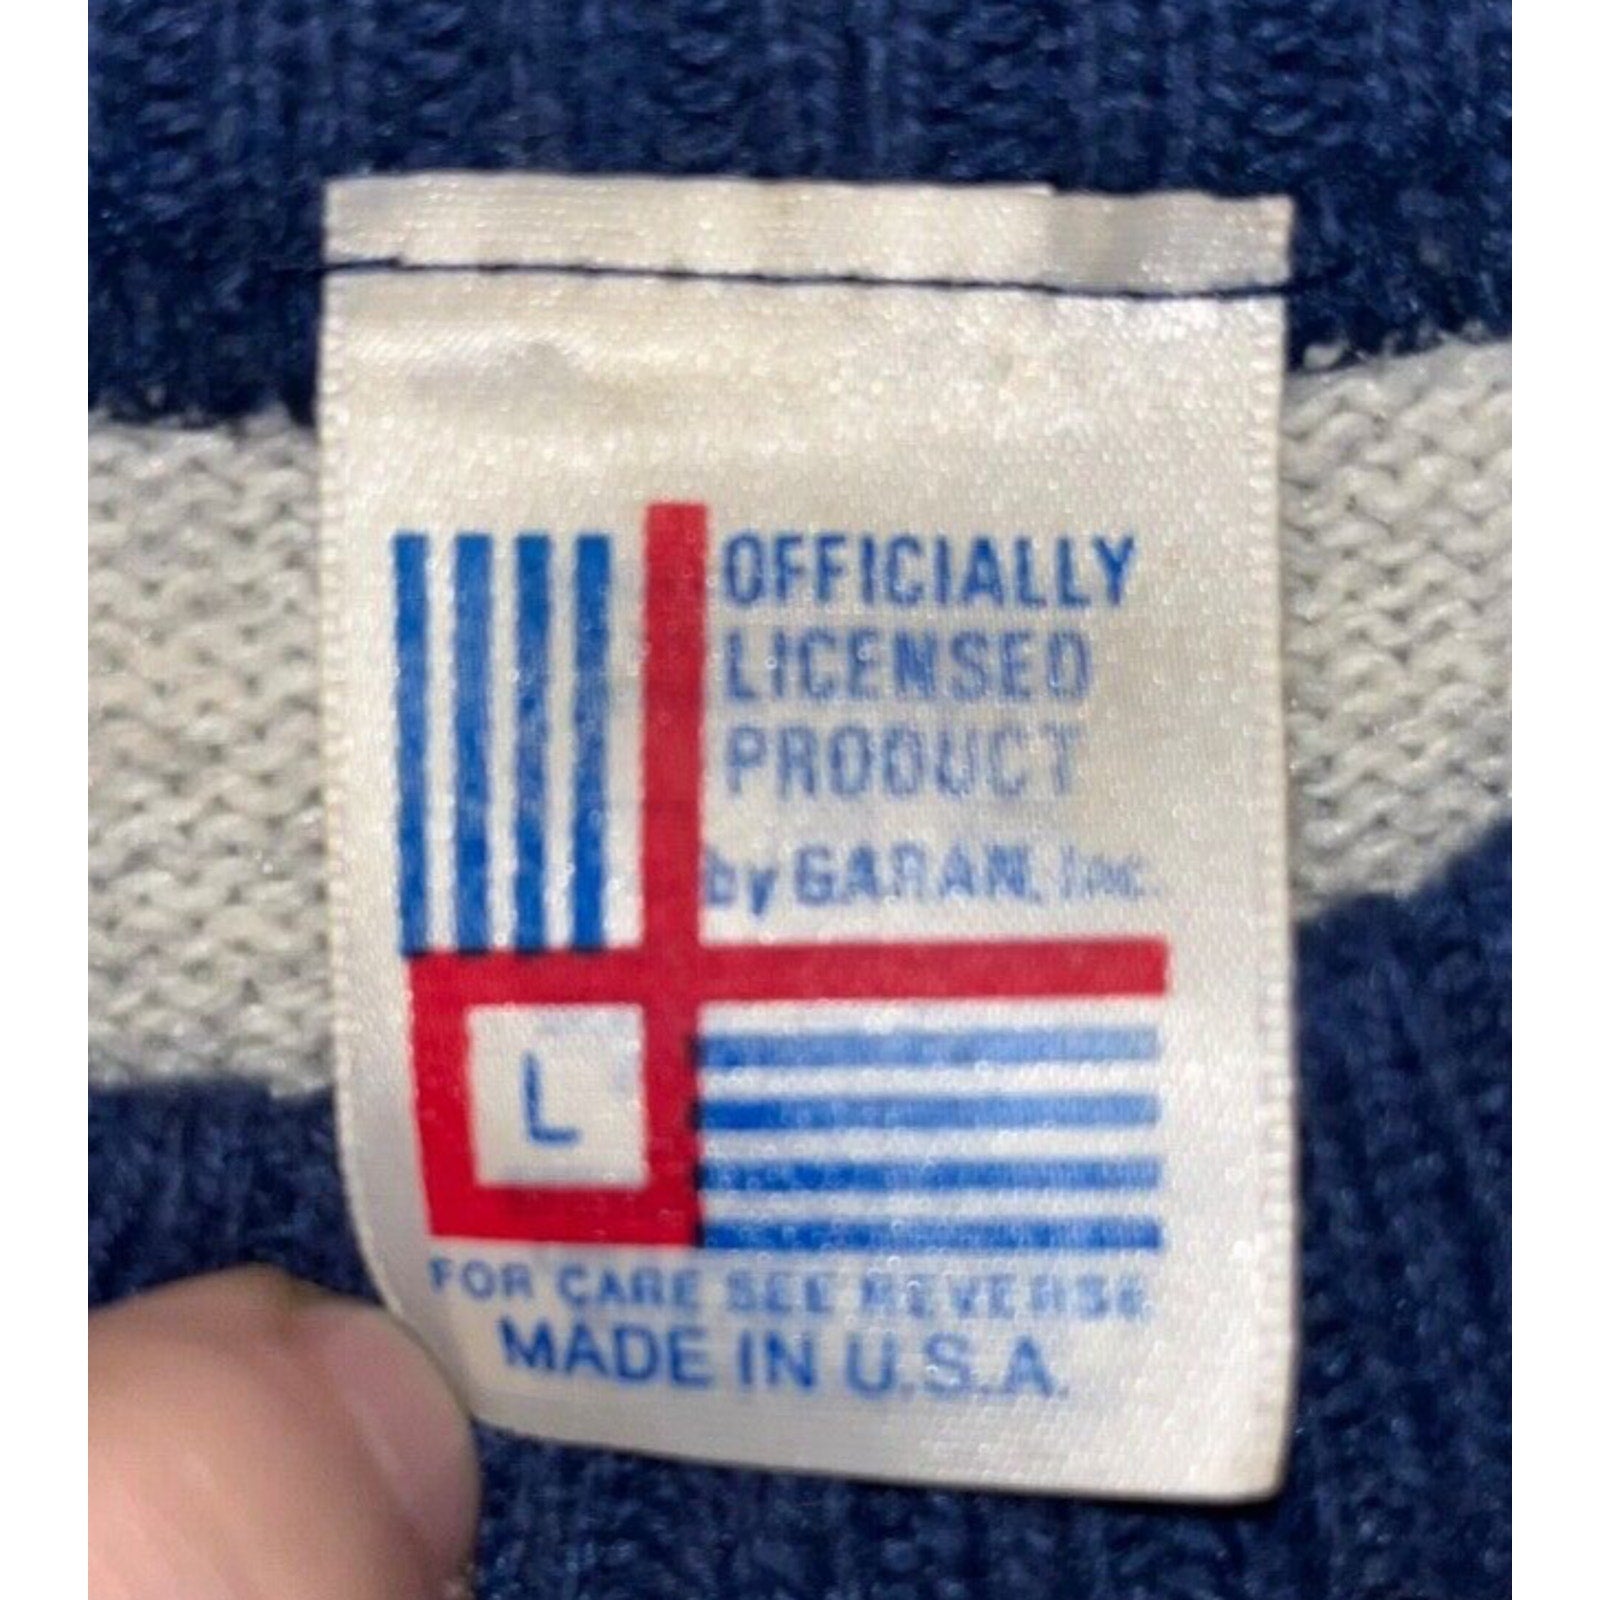 OFFICIALLY
LICENSED
PRODUCT
by GARAN, Inc.
L
FOR CARE SEE REVERSE
MADE IN U.S.A.